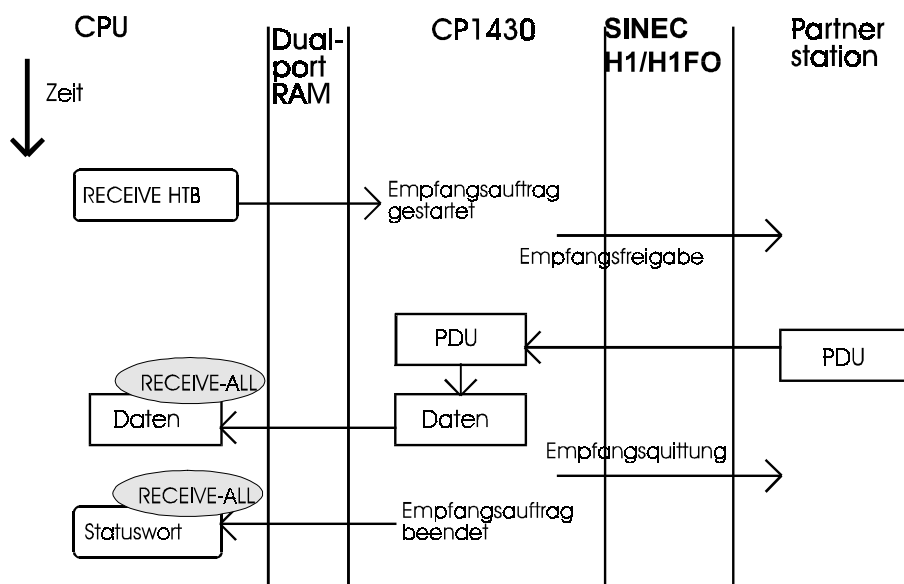 CPU
Dual-
port
RAM
CP1430
SINEC
H1/H1FO
Partner
station
Zeit
RECEIVE HTB
Empfangsauftrag
gestartet
Empfangsfreigabe
PDU
PDU
RECEIVE-ALL
Daten
Daten
Empfangsquittung
RECEIVE-ALL
Statuswort
Empfangsauftrag
beendet